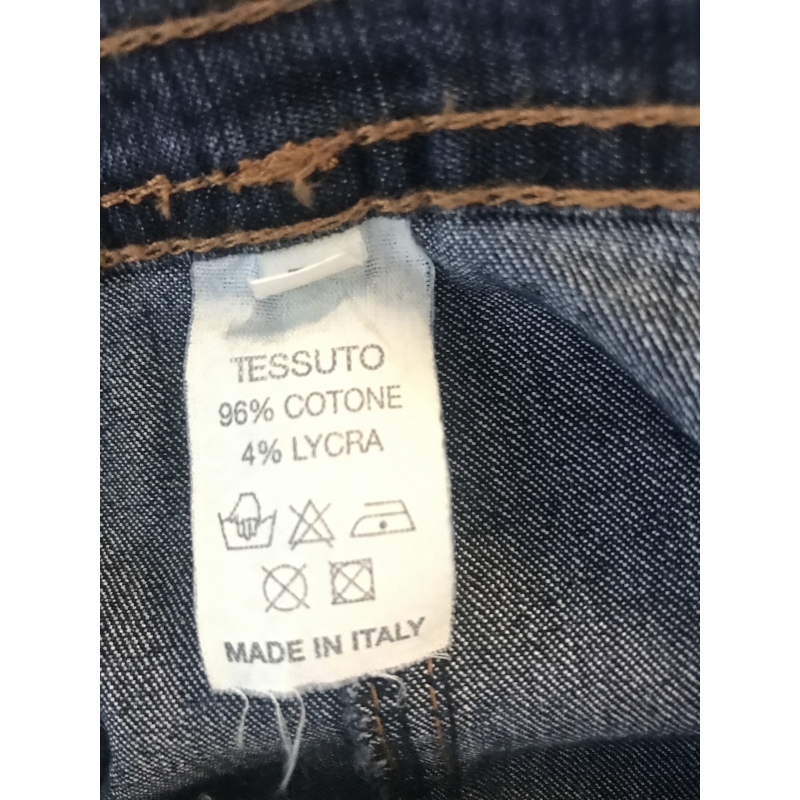 TESSUTO
96% COTONE
4% LYCRA
MADE IN ITALY